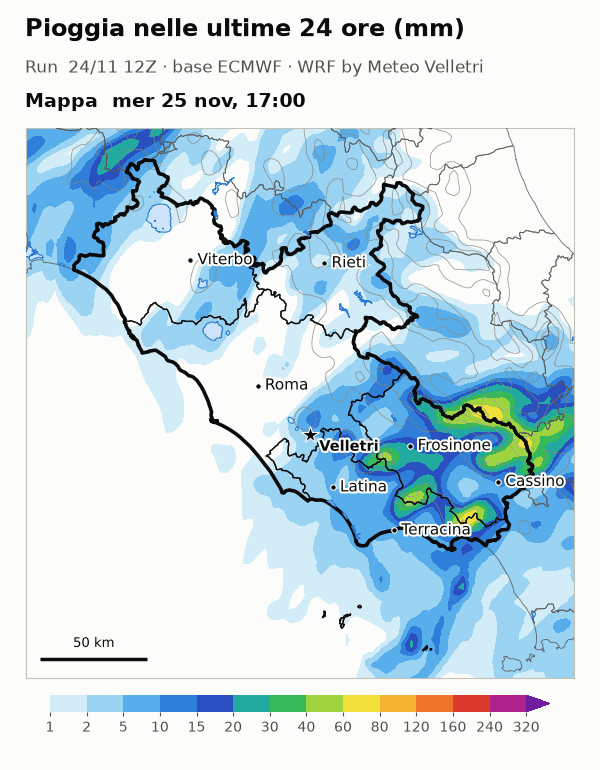 Pioggia nelle ultime 24 ore (mm)
Run  24/11 12Z · base ECMWF · WRF by Meteo Velletri
Mappa  mer 25 nov, 17:00
Viterbo
Rieti
Roma
Velletri
Frosinone
Latina
Cassino
Terracina
50 km
1 2 5 10 15 20 30 40 60 80 120 160 240 320